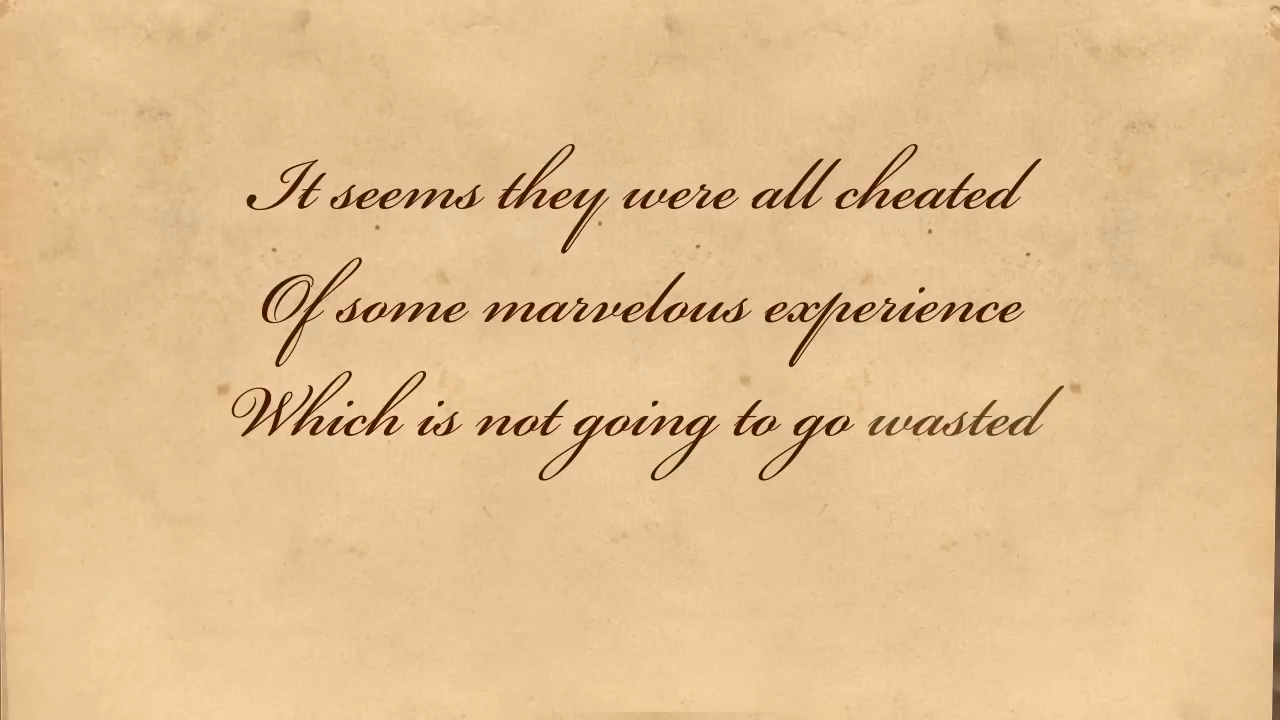 It seems they were all cheated
Of some marvelous experience
Which is not going to go wasted